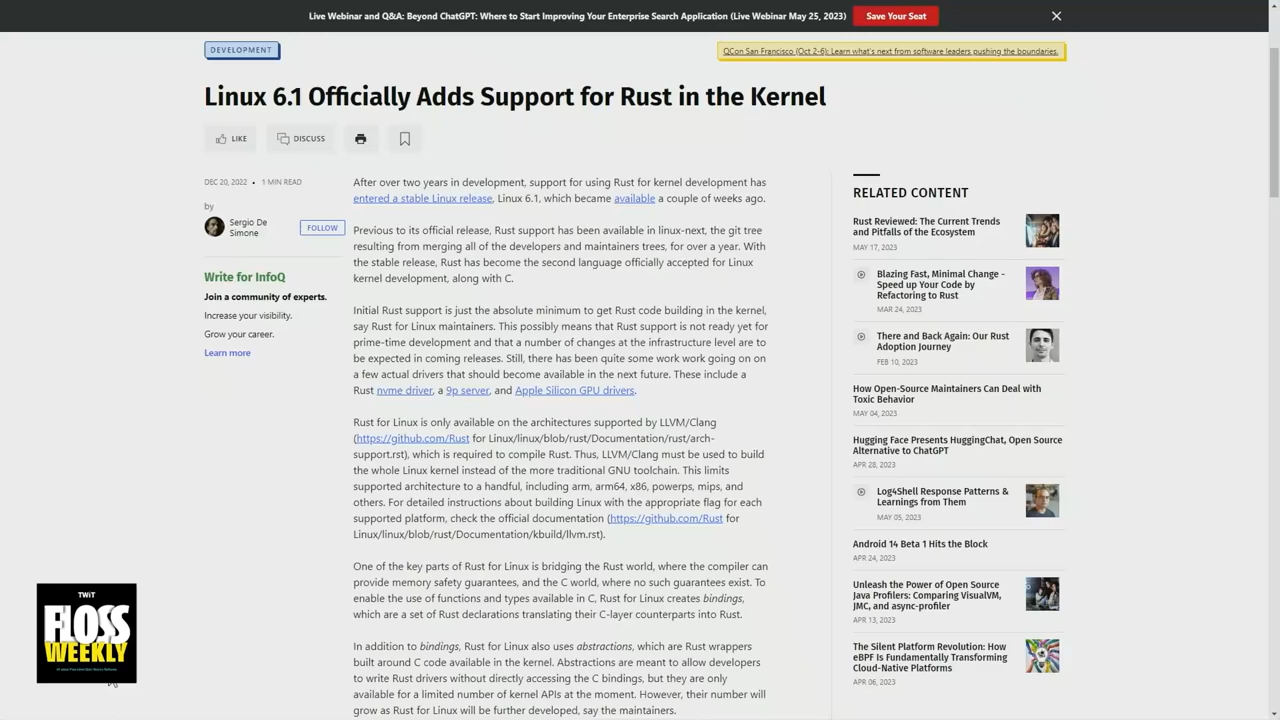 Live Webinar and Q&A: Beyond ChatGPT: Where to Start Improving Your Enterprise Search Application (Live Webinar May 25, 2023)
Save Your Seat
DEVELOPMENT
QCon San Francisco (Oct 2-6): Learn what's next from software leaders pushing the boundaries.
Linux 6.1 Officially Adds Support for Rust in the Kernel
LIKE
DISCUSS
DEC 20, 2022 • 1 MIN READ
by
Sergio De
Simone
FOLLOW
Write for InfoQ
Join a community of experts.
Increase your visibility.
Grow your career.
Learn more
After over two years in development, support for using Rust for kernel development has
entered a stable Linux release, Linux 6.1, which became available a couple of weeks ago.
Previous to its official release, Rust support has been available in linux-next, the git tree
resulting from merging all of the developers and maintainers trees, for over a year. With
the stable release, Rust has become the second language officially accepted for Linux
kernel development, along with C.
Initial Rust support is just the absolute minimum to get Rust code building in the kernel,
say Rust for Linux maintainers. This possibly means that Rust support is not ready yet for
prime-time development and that a number of changes at the infrastructure level are to
be expected in coming releases. Still, there has been quite some work work going on on
a few actual drivers that should become available in the next future. These include a
Rust nvme driver, a 9p server, and Apple Silicon GPU drivers.
Rust for Linux is only available on the architectures supported by LLVM/Clang
(https://github.com/Rust for Linux/linux/blob/rust/Documentation/rust/arch-
support.rst), which is required to compile Rust. Thus, LLVM/Clang must be used to build
the whole Linux kernel instead of the more traditional GNU toolchain. This limits
supported architecture to a handful, including arm, arm64, x86, powerps, mips, and
others. For detailed instructions about building Linux with the appropriate flag for each
supported platform, check the official documentation (https://github.com/Rust for
Linux/linux/blob/rust/Documentation/kbuild/llvm.rst).
One of the key parts of Rust for Linux is bridging the Rust world, where the compiler can
provide memory safety guarantees, and the C world, where no such guarantees exist. To
enable the use of functions and types available in C, Rust for Linux creates bindings,
which are a set of Rust declarations translating their C-layer counterparts into Rust.
In addition to bindings, Rust for Linux also uses abstractions, which are Rust wrappers
built around C code available in the kernel. Abstractions are meant to allow developers
to write Rust drivers without directly accessing the C bindings, but they are only
available for a limited number of kernel APIs at the moment. However, their number will
grow as Rust for Linux will be further developed, say the maintainers.
RELATED CONTENT
Rust Reviewed: The Current Trends
and Pitfalls of the Ecosystem
MAY 17, 2023
Blazing Fast, Minimal Change -
Speed up Your Code by
Refactoring to Rust
MAR 24, 2023
There and Back Again: Our Rust
Adoption Journey
FEB 10, 2023
How Open-Source Maintainers Can Deal with
Toxic Behavior
MAY 04, 2023
Hugging Face Presents HuggingChat, Open Source
Alternative to ChatGPT
APR 28, 2023
Log4Shell Response Patterns &
Learnings from Them
MAY 05, 2023
Android 14 Beta 1 Hits the Block
APR 24, 2023
Unleash the Power of Open Source
Java Profilers: Comparing VisualVM,
JMC, and async-profiler
APR 13, 2023
The Silent Platform Revolution: How
eBPF Is Fundamentally Transforming
Cloud-Native Platforms
APR 06, 2023
TWiT
FLOSS
WEEKLY